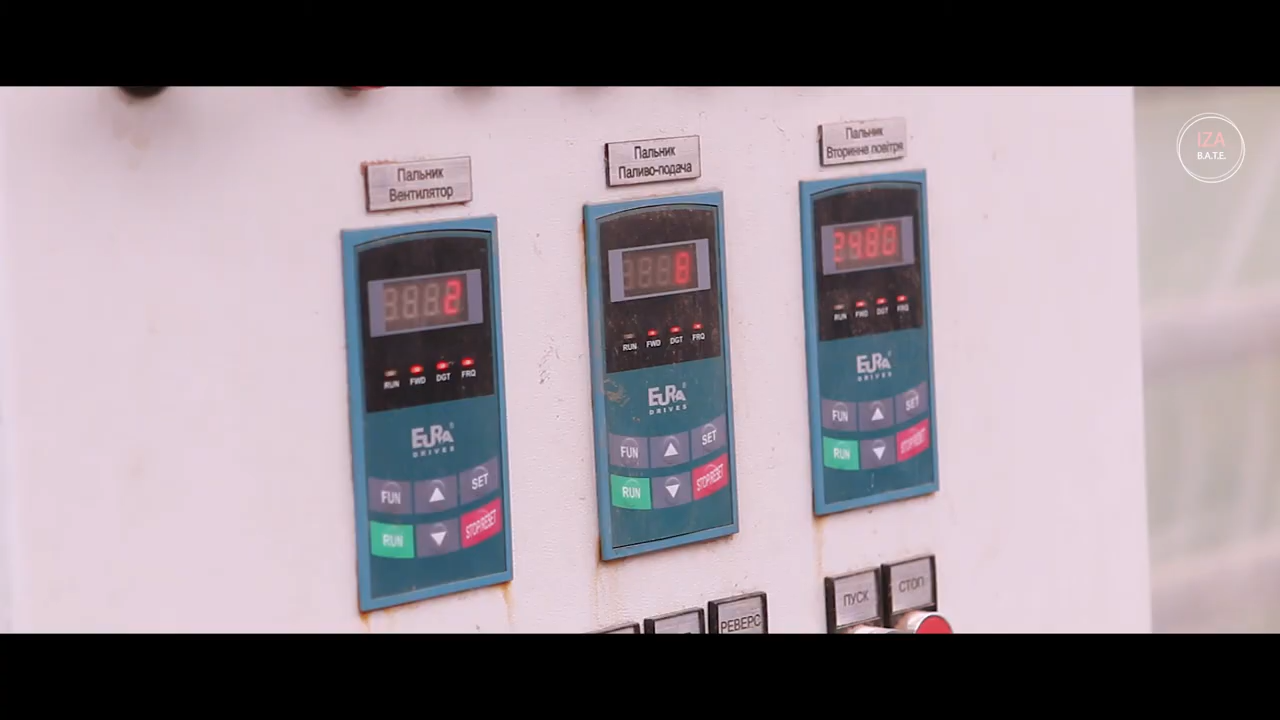 IZA
B.A.T.E.
Пальник
Вентилятор
2
RUN FWD DGT FRQ
EURA
DRIVES
FUN ▲ SET
RUN ▼ STOP/RESET
Пальник
Паливо-подача
8
RUN FWD DGT FRQ
EURA
DRIVES
FUN ▲ SET
RUN ▼ STOP/RESET
РЕВЕРС
Пальник
Вторинне повітря
RUN FWD DGT FRQ
EURA
DRIVES
FUN ▲ SET
RUN ▼ STOP/RESET
ПУСК
СТОП